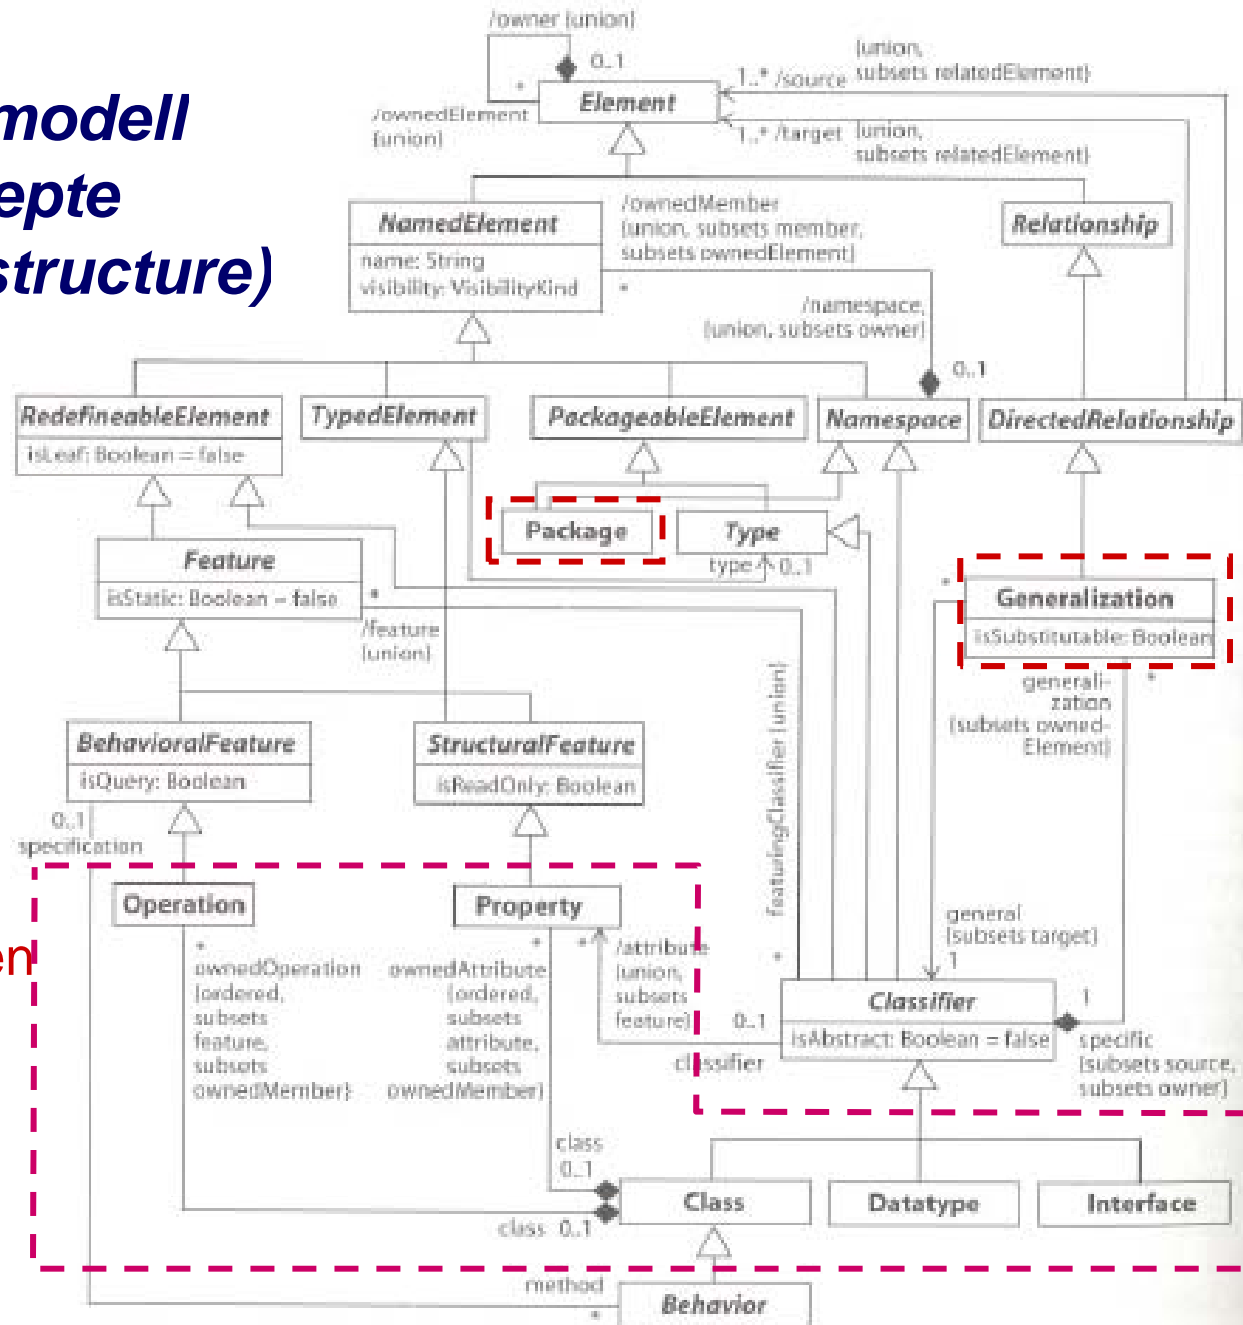 modell
epte
structure)
/owner {union}
0..1
*
/ownedElement
{union}
Element
1..* /source
{union,
subsets relatedElement}
1..* /target
{union,
subsets relatedElement}
NamedElement
name: String
visibility: VisibilityKind
/ownedMember
{union, subsets member,
subsets ownedElement}
*
/namespace,
{union, subsets owner}
0..1
Relationship
RedefineableElement
isLeaf: Boolean = false
TypedElement
PackageableElement
Namespace
DirectedRelationship
Package
Type
type
0..1
Feature
isStatic: Boolean = false
*
/feature
{union}
*
Generalization
isSubstitutable: Boolean
*
generali-
zation
{subsets owned-
Element}
BehavioralFeature
isQuery: Boolean
StructuralFeature
isReadOnly: Boolean
featuringClassifier {union}
*
0..1
specification
Operation
Property
general
{subsets target}
1
en
*
ownedOperation
{ordered,
subsets
feature,
subsets
ownedMember}
*
ownedAttribute
{ordered,
subsets
attribute,
subsets
ownedMember}
*
/attribute
{union,
subsets
feature}
0..1
classifier
Classifier
isAbstract: Boolean = false
1
specific
{subsets source,
subsets owner}
class
0..1
class 0..1
Class
Datatype
Interface
method
*
Behavior